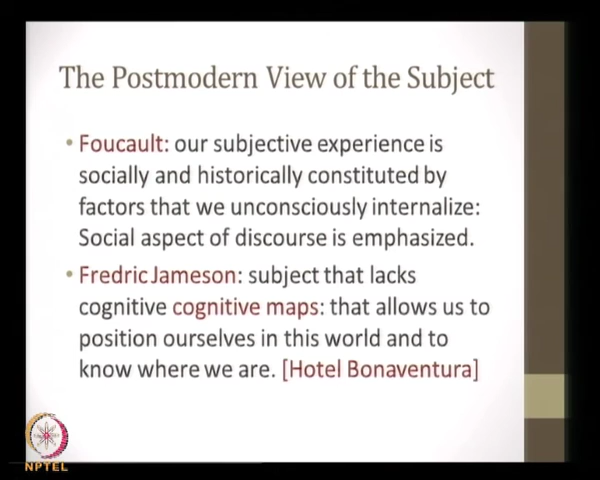 The Postmodern View of the Subject
• Foucault: our subjective experience is
socially and historically constituted by
factors that we unconsciously internalize:
Social aspect of discourse is emphasized.
• Fredric Jameson: subject that lacks
cognitive cognitive maps: that allows us to
position ourselves in this world and to
know where we are. [Hotel Bonaventura]
NPTEL